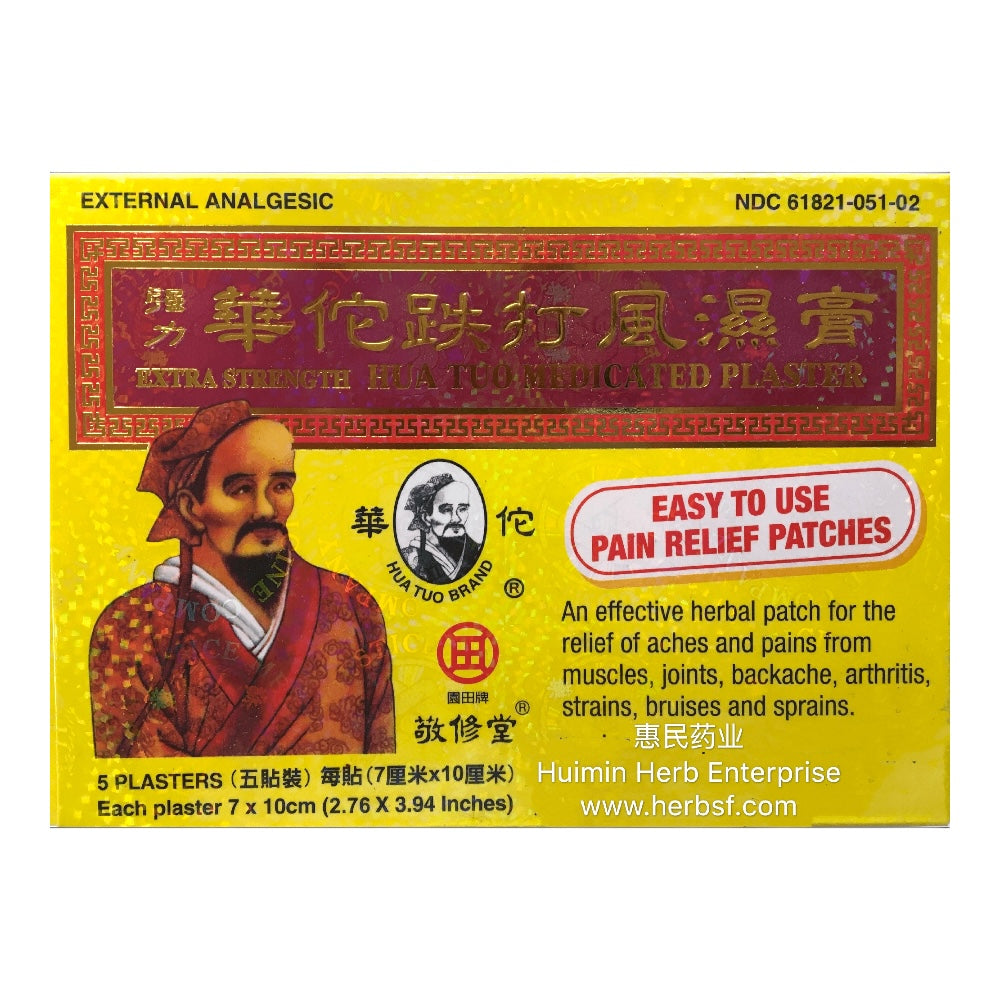 EXTERNAL ANALGESIC
NDC 61821-051-02
强力
華佗跌打風濕膏
EXTRA STRENGTH HUA TUO MEDICATED PLASTER
華佗
HUA TUO BRAND
®
EASY TO USE
PAIN RELIEF PATCHES
An effective herbal patch for the
relief of aches and pains from
muscles, joints, backache, arthritis,
strains, bruises and sprains.
田
園田牌
敬修堂®
5 PLASTERS (五貼裝) 每貼(7厘米x10厘米)
Each plaster 7 x 10cm (2.76 X 3.94 Inches)
惠民药业
Huimin Herb Enterprise
www.herbsf.com